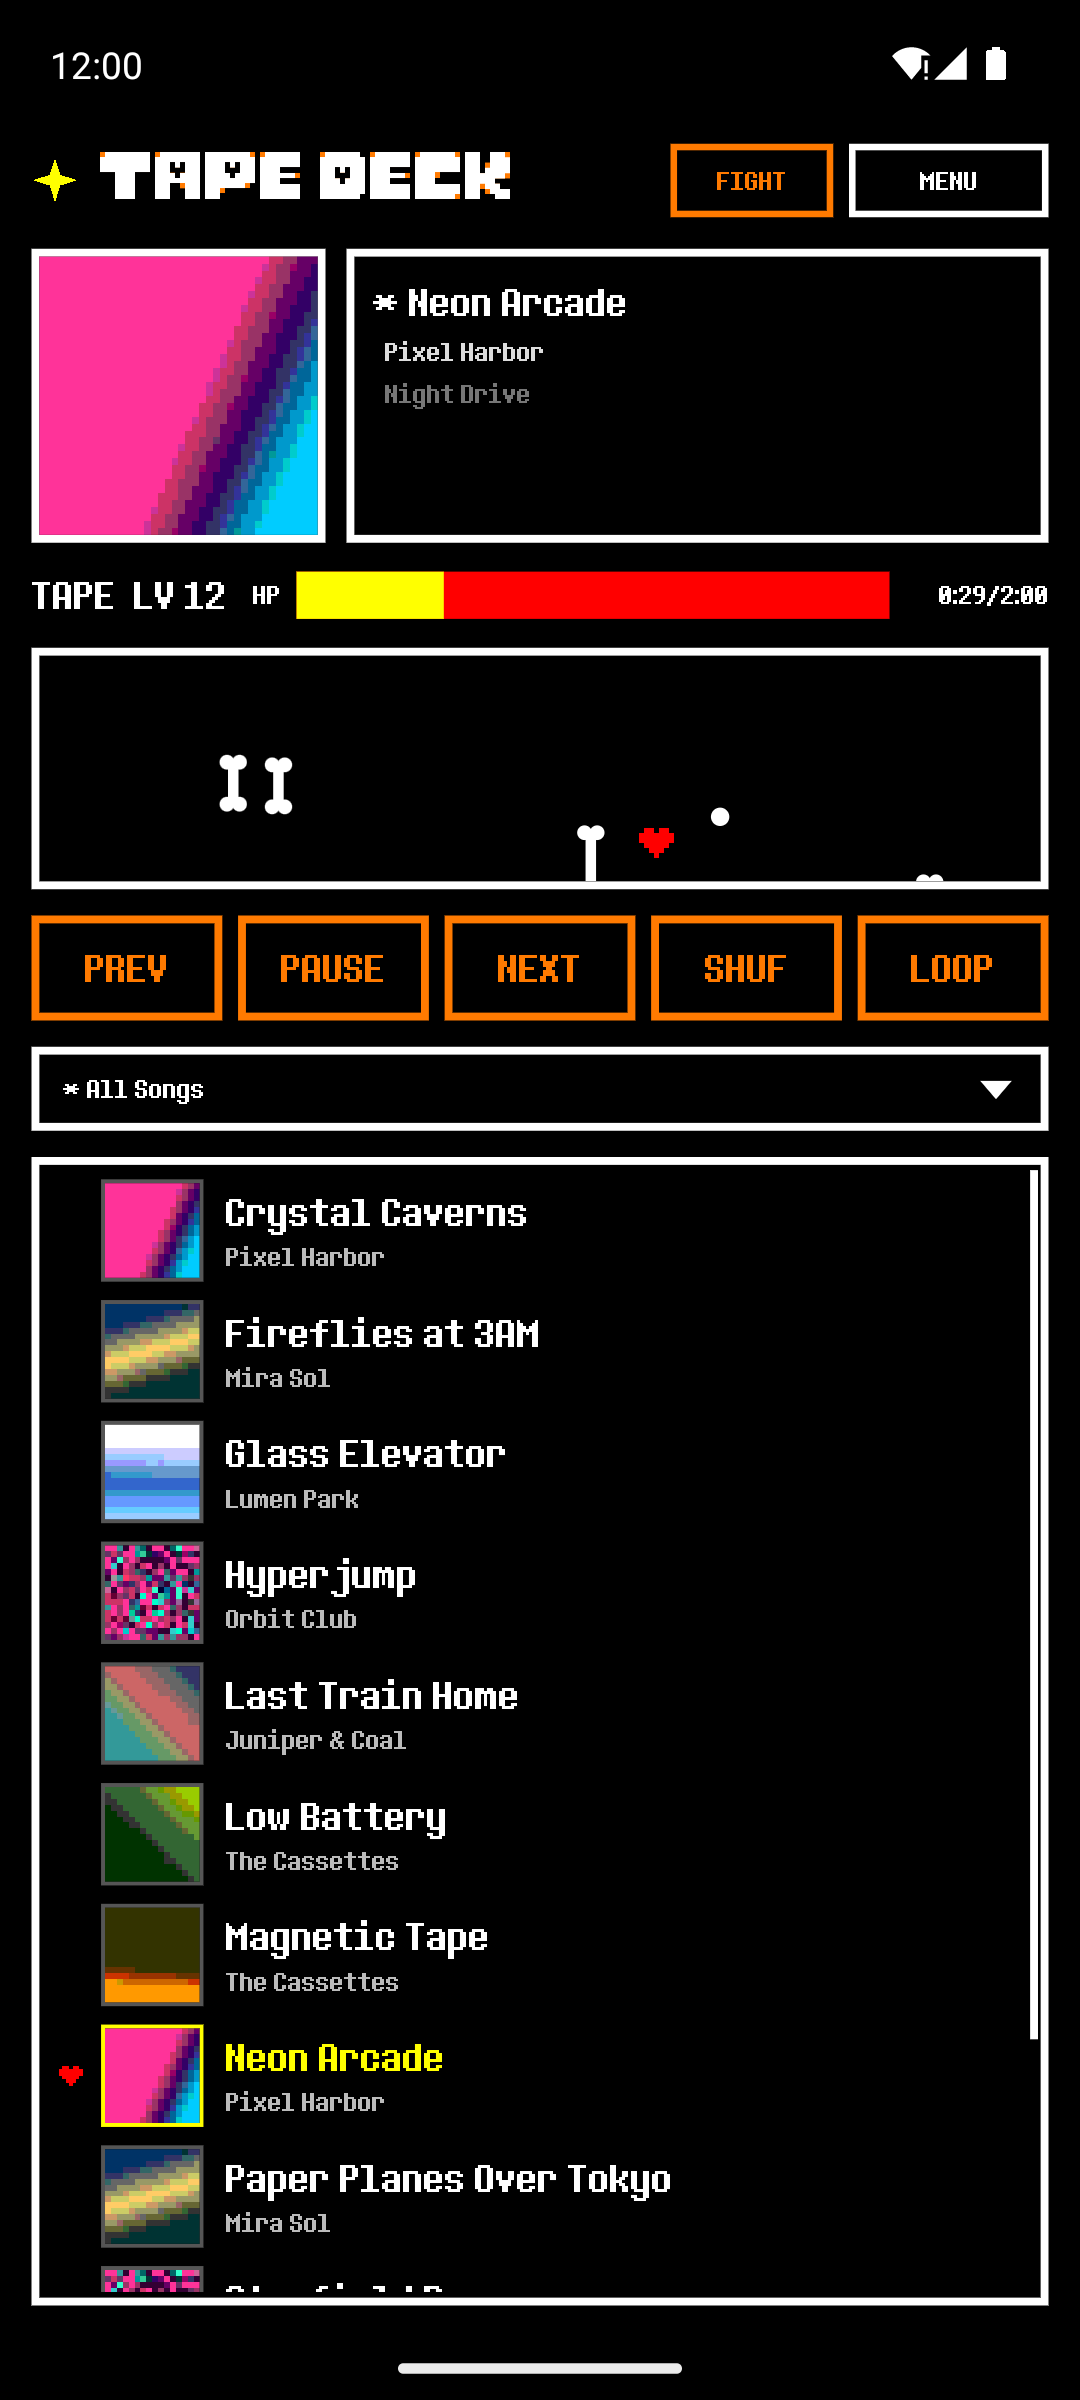 12:00
TAPE DECK
FIGHT
MENU
* Neon Arcade
Pixel Harbor
Night Drive
TAPE LV 12 HP 0:29/2:00
PREV PAUSE NEXT SHUF LOOP
* All Songs
Crystal Caverns
Pixel Harbor
Fireflies at 3AM
Mira Sol
Glass Elevator
Lumen Park
Hyperjump
Orbit Club
Last Train Home
Juniper & Coal
Low Battery
The Cassettes
Magnetic Tape
The Cassettes
Neon Arcade
Pixel Harbor
Paper Planes Over Tokyo
Mira Sol